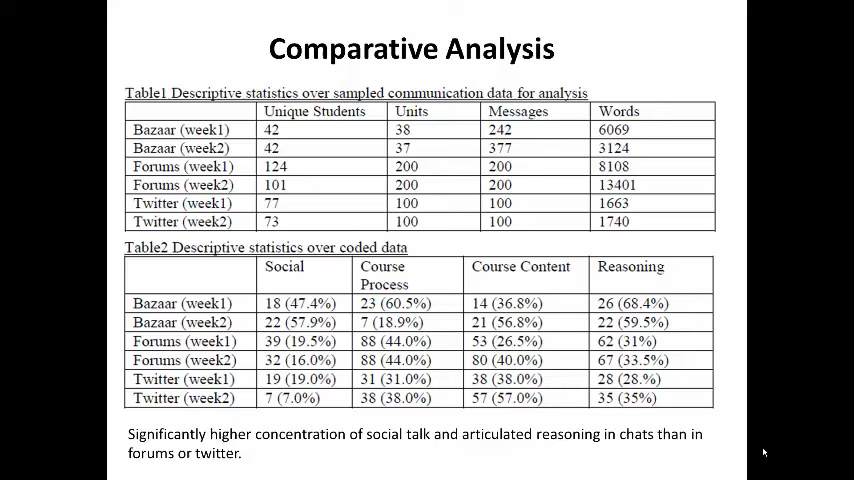 Comparative Analysis
Table1 Descriptive statistics over sampled communication data for analysis
Unique Students Units Messages Words
Bazaar (week1) 42 38 242 6069
Bazaar (week2) 42 37 377 3124
Forums (week1) 124 200 200 8108
Forums (week2) 101 200 200 13401
Twitter (week1) 77 100 100 1663
Twitter (week2) 73 100 100 1740
Table2 Descriptive statistics over coded data
Social Course Process Course Content Reasoning
Bazaar (week1) 18 (47.4%) 23 (60.5%) 14 (36.8%) 26 (68.4%)
Bazaar (week2) 22 (57.9%) 7 (18.9%) 21 (56.8%) 22 (59.5%)
Forums (week1) 39 (19.5%) 88 (44.0%) 53 (26.5%) 62 (31%)
Forums (week2) 32 (16.0%) 88 (44.0%) 80 (40.0%) 67 (33.5%)
Twitter (week1) 19 (19.0%) 31 (31.0%) 38 (38.0%) 28 (28.%)
Twitter (week2) 7 (7.0%) 38 (38.0%) 57 (57.0%) 35 (35%)
Significantly higher concentration of social talk and articulated reasoning in chats than in
forums or twitter.